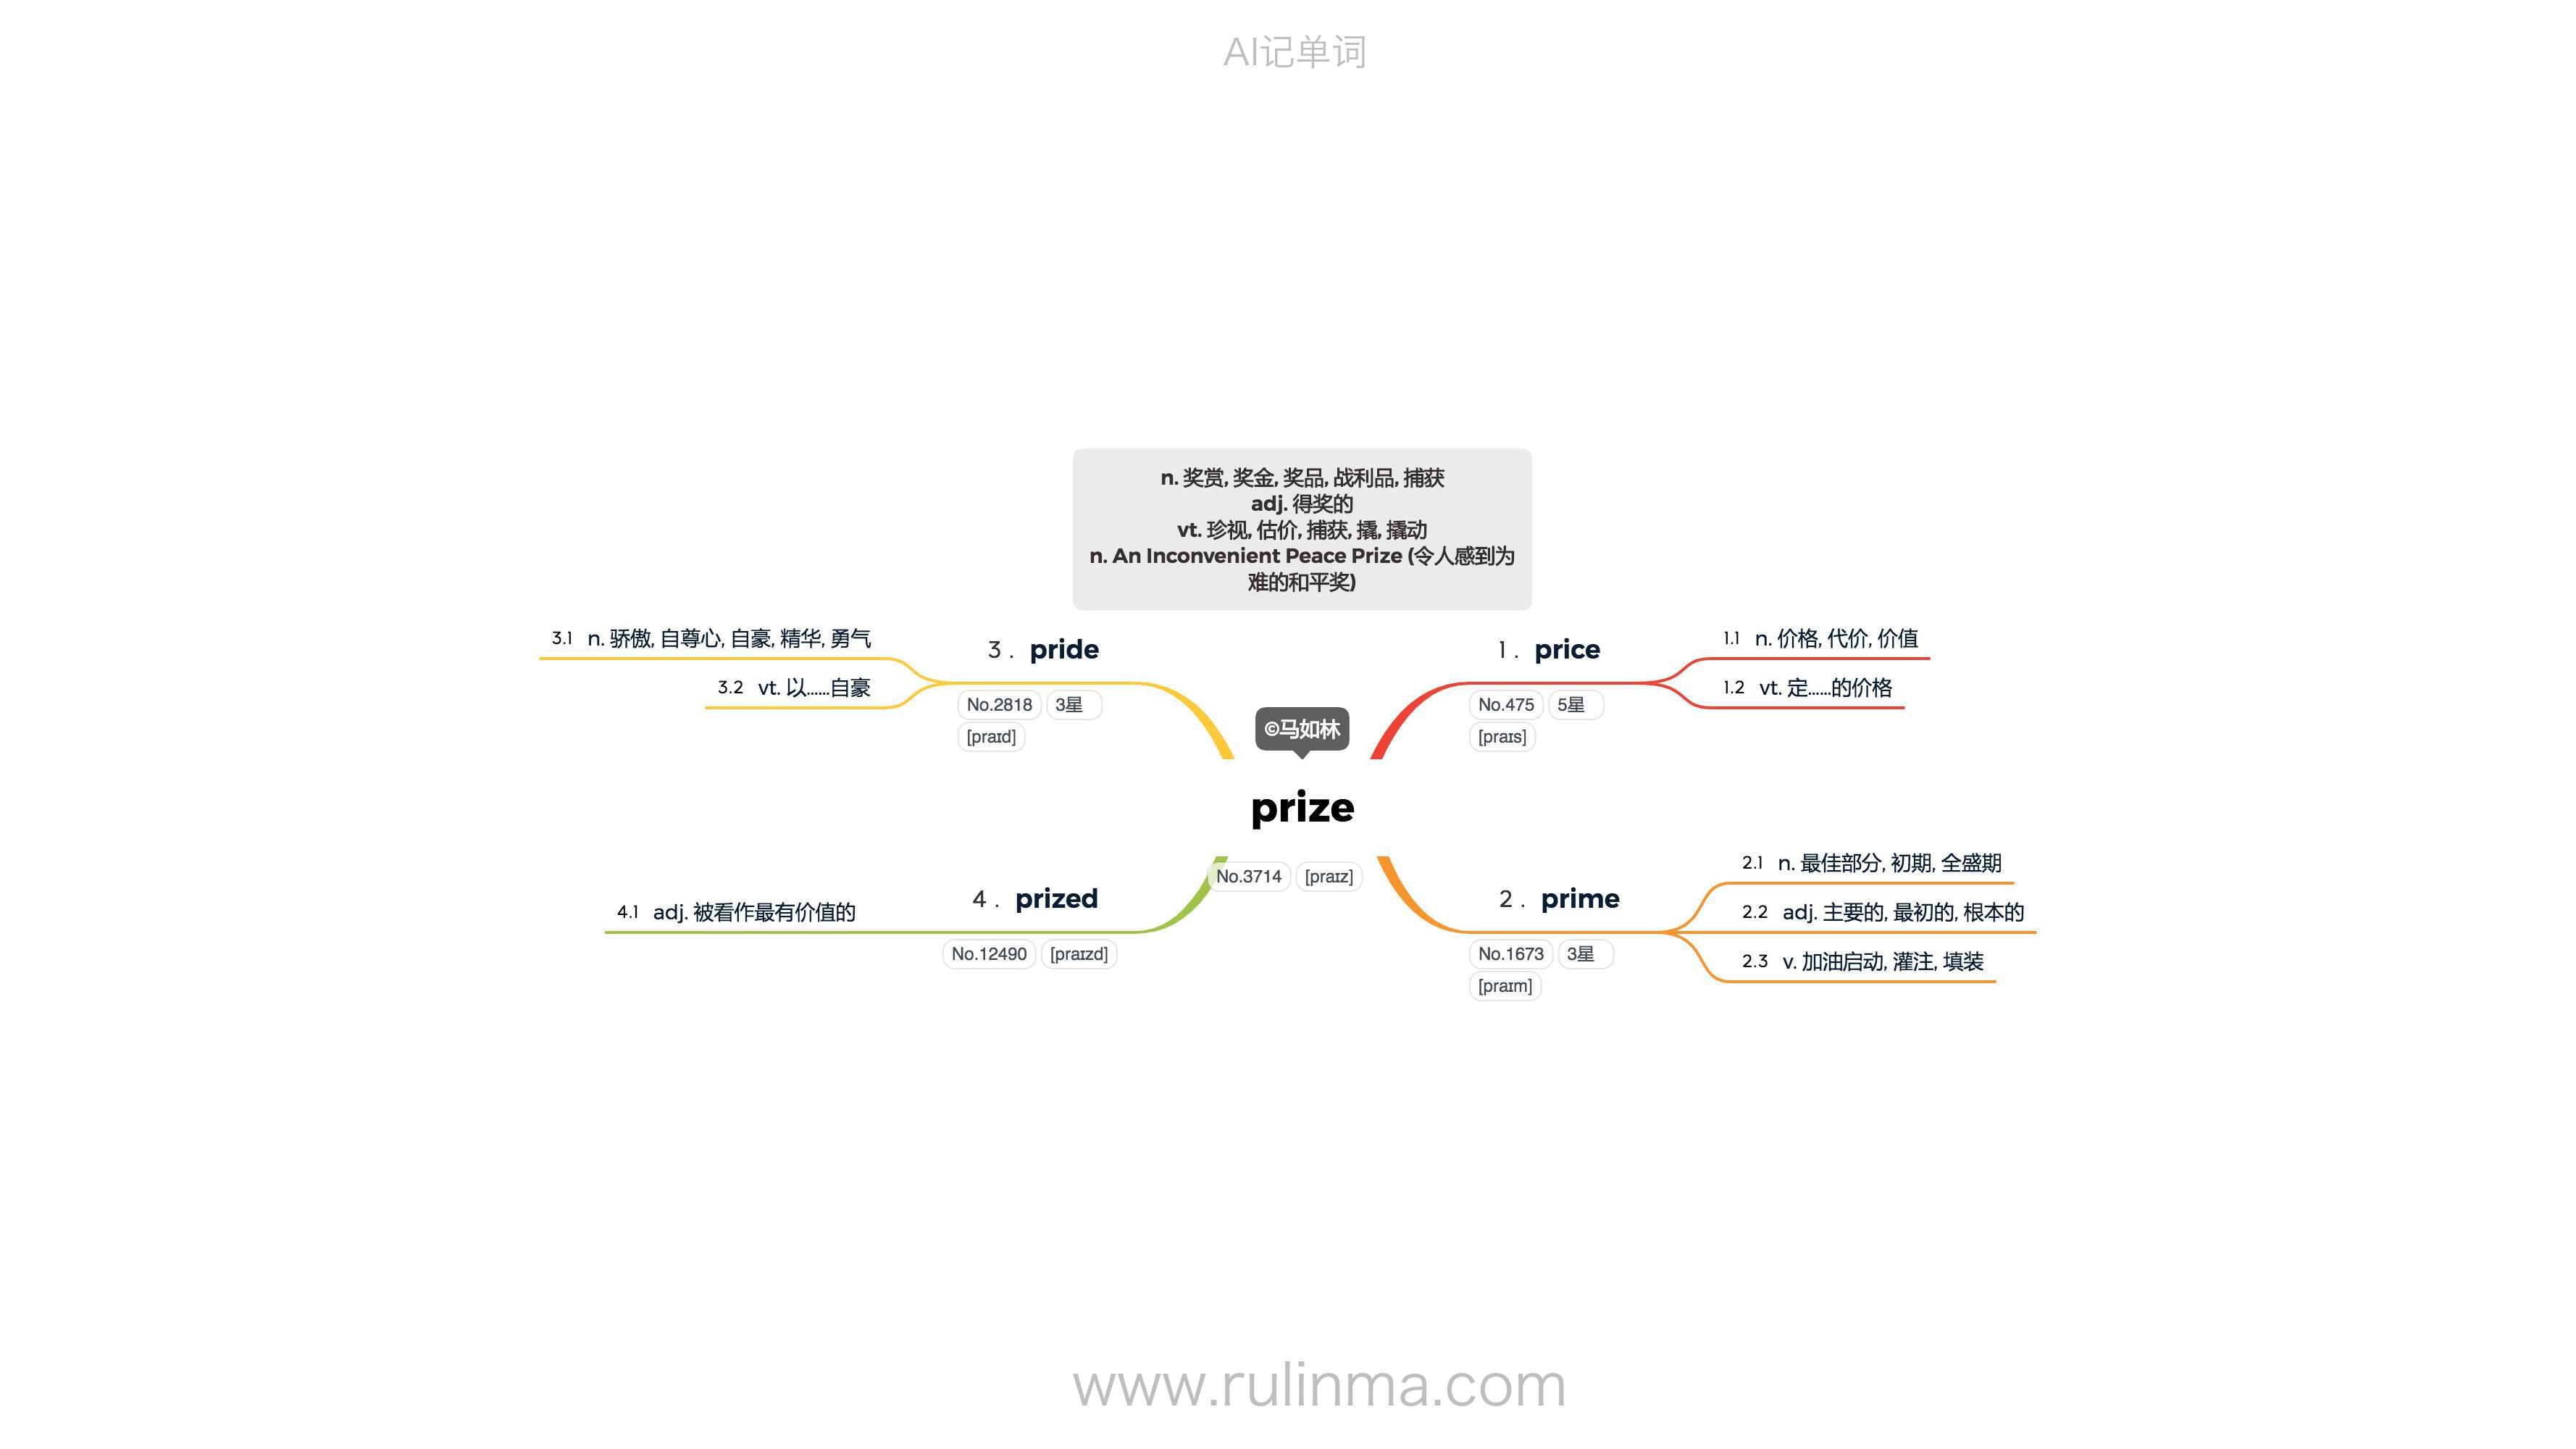 AI记单词
n. 奖赏, 奖金, 奖品, 战利品, 捕获
adj. 得奖的
vt. 珍视, 估价, 捕获, 撬, 撬动
n. An Inconvenient Peace Prize (令人感到为
难的和平奖)
©马如林
prize
No.3714 [praɪz]
1 . price
No.475 5星
[praɪs]
1.1 n. 价格, 代价, 价值
1.2 vt. 定......的价格
2 . prime
No.1673 3星
[praɪm]
2.1 n. 最佳部分, 初期, 全盛期
2.2 adj. 主要的, 最初的, 根本的
2.3 v. 加油启动, 灌注, 填装
3 . pride
No.2818 3星
[praɪd]
3.1 n. 骄傲, 自尊心, 自豪, 精华, 勇气
3.2 vt. 以......自豪
4 . prized
No.12490 [praɪzd]
4.1 adj. 被看作最有价值的
www.rulinma.com